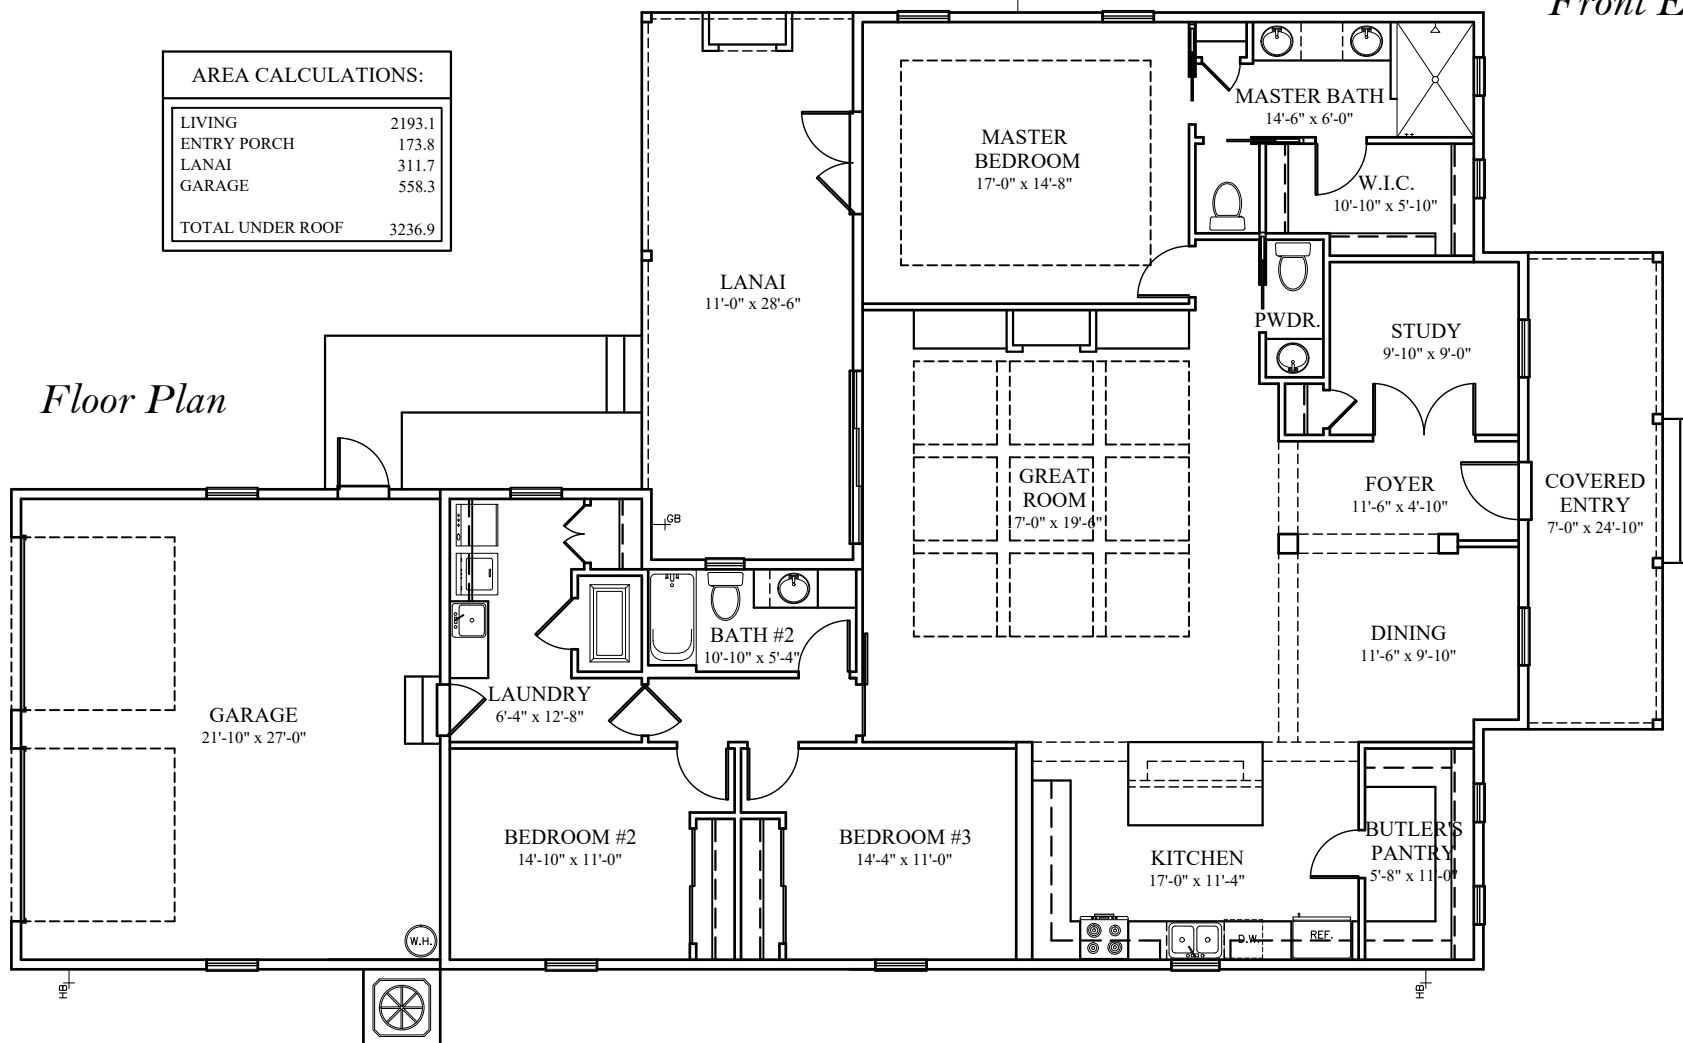 Front E
AREA CALCULATIONS:
LIVING 2193.1
ENTRY PORCH 173.8
LANAI 311.7
GARAGE 558.3
TOTAL UNDER ROOF 3236.9
MASTER BATH
14'-6" x 6'-0"
MASTER
BEDROOM
17'-0" x 14'-8"
W.I.C.
10'-10" x 5'-10"
LANAI
11'-0" x 28'-6"
PWDR.
STUDY
9'-10" x 9'-0"
Floor Plan
GREAT
ROOM
17'-0" x 19'-6"
FOYER
11'-6" x 4'-10"
COVERED
ENTRY
7'-0" x 24'-10"
GB
BATH #2
10'-10" x 5'-4"
DINING
11'-6" x 9'-10"
LAUNDRY
6'-4" x 12'-8"
GARAGE
21'-10" x 27'-0"
BEDROOM #2
14'-10" x 11'-0"
BEDROOM #3
14'-4" x 11'-0"
KITCHEN
17'-0" x 11'-4"
BUTLER'S
PANTRY
5'-8" x 11'-0"
W.H.
D.W.
REF.
HB
HB